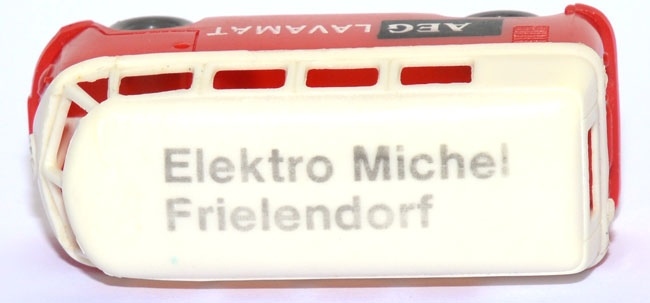 AEG LAVAMAT
Elektro Michel
Frielendorf